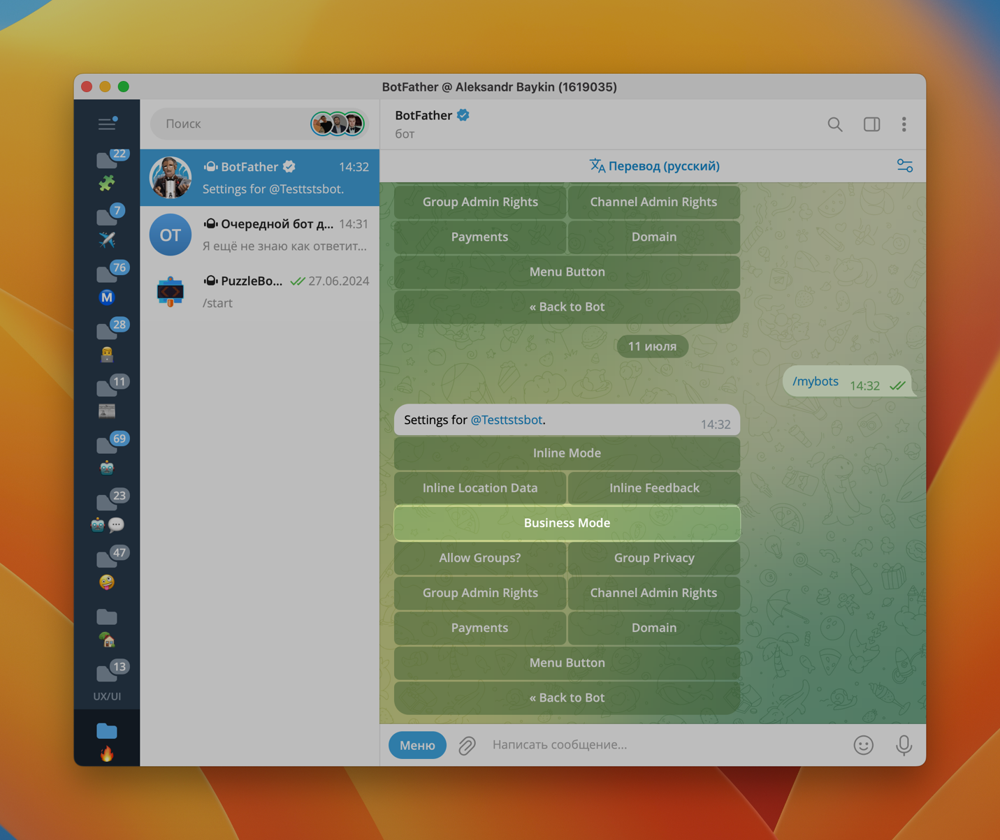 BotFather @ Aleksandr Baykin (1619035)
22
7
76
M
28
11
69
23
47
13
UX/UI
Поиск
BotFather
14:32
Settings for @Testtstsbot.
ОТ
Очередной бот д...
14:31
Я ещё не знаю как ответит...
PuzzleBo...
27.06.2024
/start
BotFather
бот
Перевод (русский)
Group Admin Rights
Channel Admin Rights
Payments
Domain
Menu Button
« Back to Bot
11 июля
/mybots 14:32
Settings for @Testtstsbot.
14:32
Inline Mode
Inline Location Data
Inline Feedback
Business Mode
Allow Groups?
Group Privacy
Group Admin Rights
Channel Admin Rights
Payments
Domain
Menu Button
« Back to Bot
Меню
Написать сообщение...